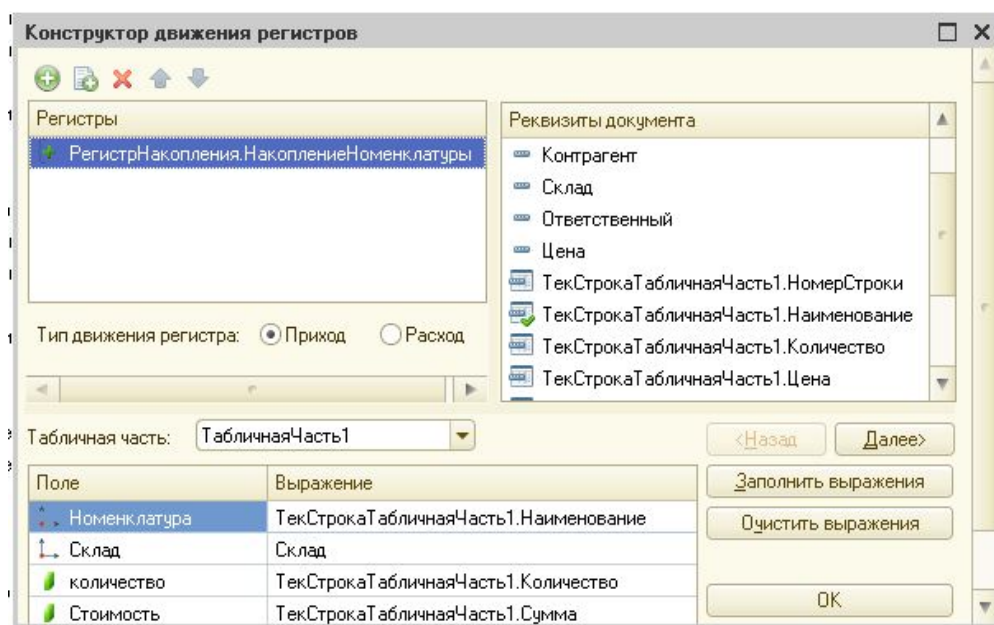 Конструктор движения регистров
Регистры
РегистрНакопления.НакоплениеНоменклатуры
Тип движения регистра: Приход Расход
Реквизиты документа
Контрагент
Склад
Ответственный
Цена
ТекСтрокаТабличнаяЧасть1.НомерСтроки
ТекСтрокаТабличнаяЧасть1.Наименование
ТекСтрокаТабличнаяЧасть1.Количество
ТекСтрокаТабличнаяЧасть1.Цена
Табличная часть: ТабличнаяЧасть1
<Назад Далее>
Поле Выражение
Номенклатура ТекСтрокаТабличнаяЧасть1.Наименование
Склад Склад
количество ТекСтрокаТабличнаяЧасть1.Количество
Стоимость ТекСтрокаТабличнаяЧасть1.Сумма
Заполнить выражения
Очистить выражения
OK